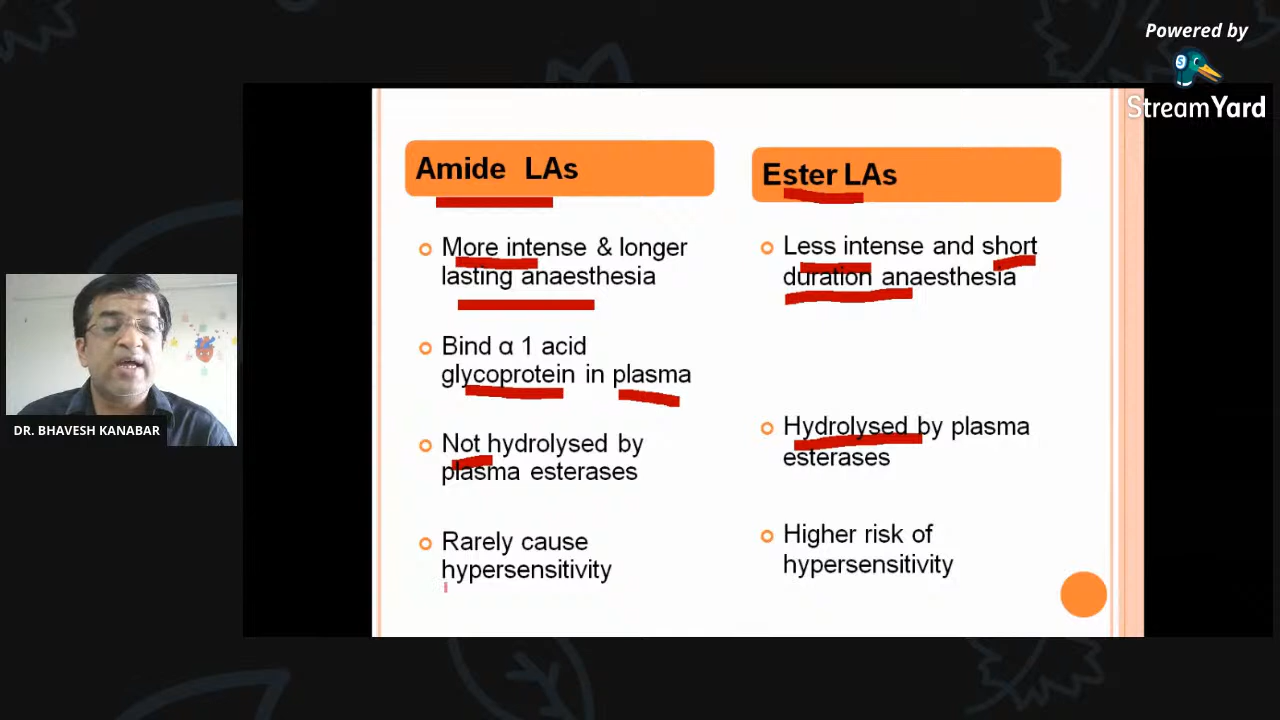 Powered by
StreamYard
Amide LAs
More intense & longer
lasting anaesthesia
Bind α 1 acid
glycoprotein in plasma
Not hydrolysed by
plasma esterases
Rarely cause
hypersensitivity
Ester LAs
Less intense and short
duration anaesthesia
Hydrolysed by plasma
esterases
Higher risk of
hypersensitivity
DR. BHAVESH KANABAR